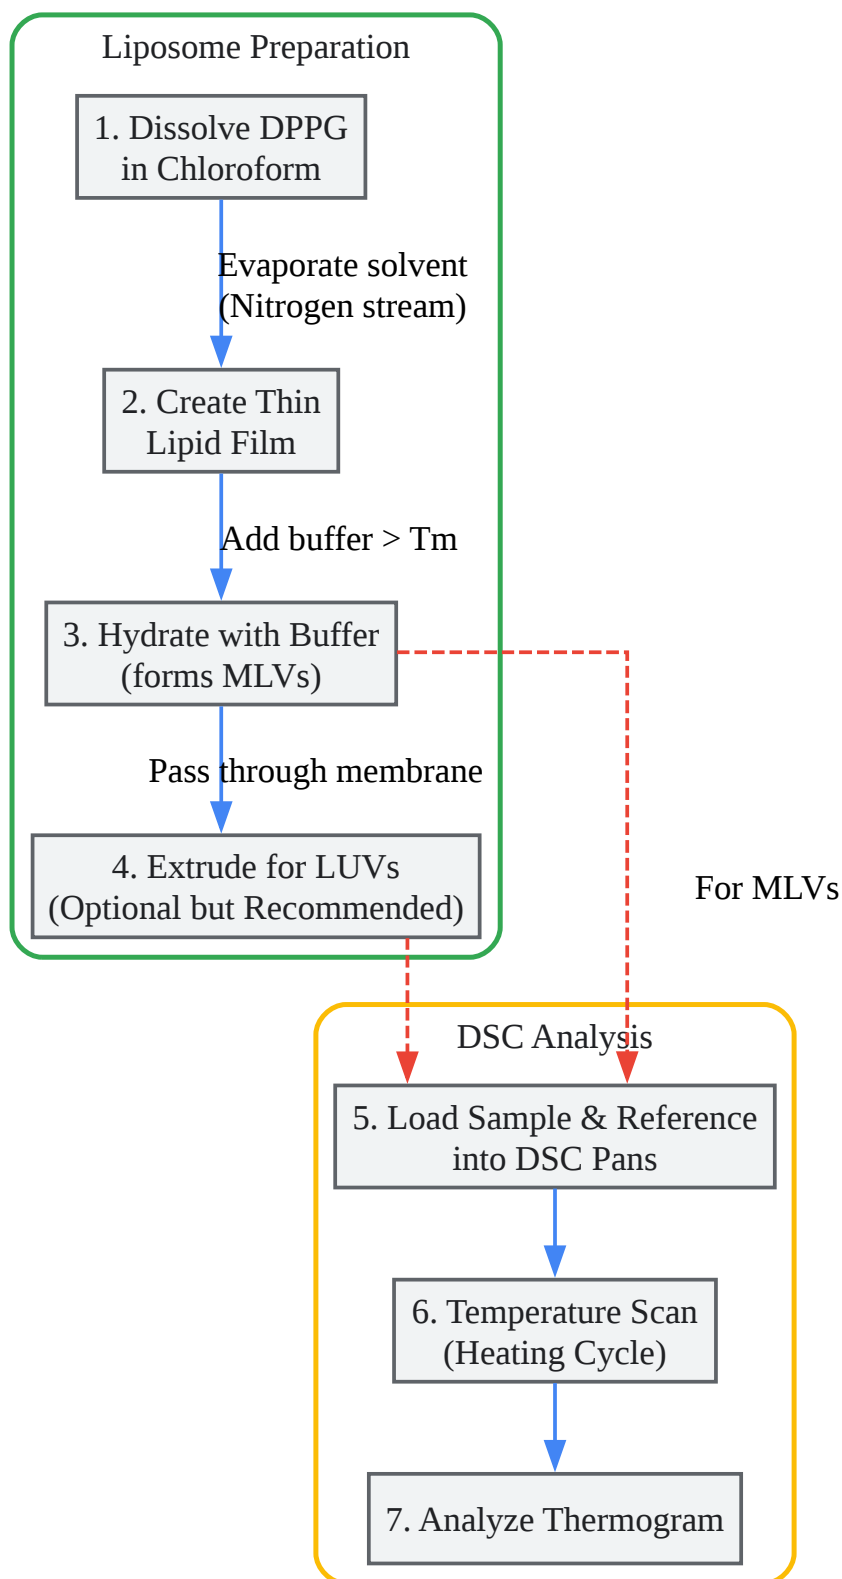 Liposome Preparation
1. Dissolve DPPG
in Chloroform
Evaporate solvent
(Nitrogen stream)
2. Create Thin
Lipid Film
Add buffer > Tm
3. Hydrate with Buffer
(forms MLVs)
Pass through membrane
4. Extrude for LUVs
(Optional but Recommended)
For MLVs
DSC Analysis
5. Load Sample & Reference
into DSC Pans
6. Temperature Scan
(Heating Cycle)
7. Analyze Thermogram